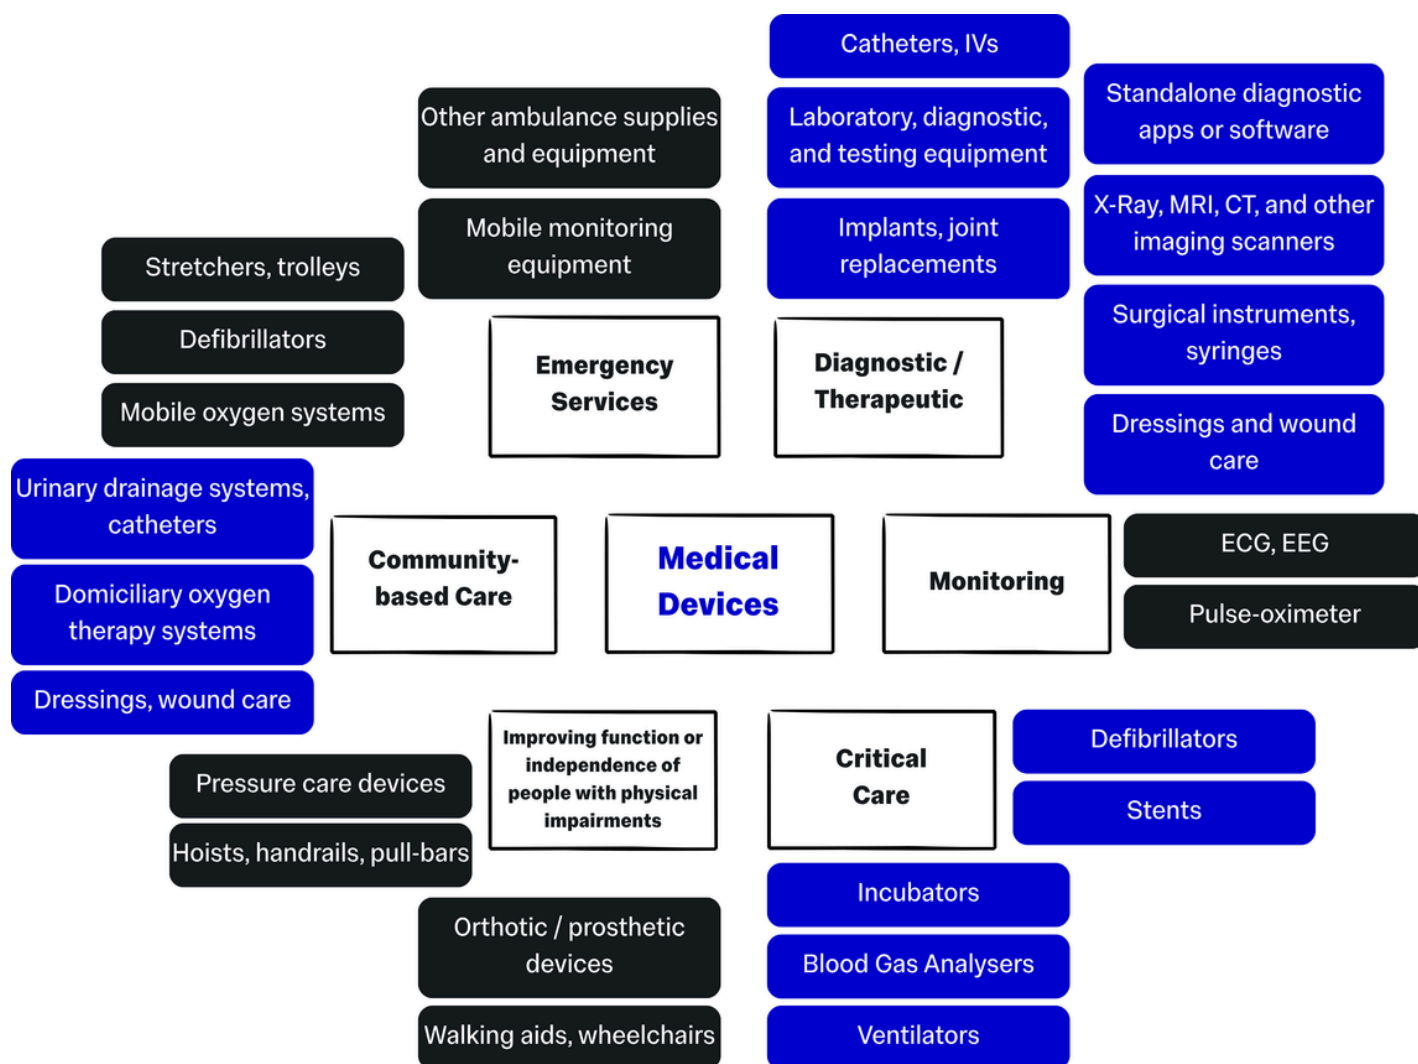 Catheters, IVs
Laboratory, diagnostic,
and testing equipment
Implants, joint
replacements
Standalone diagnostic
apps or software
X-Ray, MRI, CT, and other
imaging scanners
Surgical instruments,
syringes
Dressings and wound
care
Other ambulance supplies
and equipment
Mobile monitoring
equipment
Stretchers, trolleys
Defibrillators
Mobile oxygen systems
Emergency
Services
Diagnostic /
Therapeutic
Urinary drainage systems,
catheters
Domiciliary oxygen
therapy systems
Dressings, wound care
Community-
based Care
Medical
Devices
Monitoring
ECG, EEG
Pulse-oximeter
Improving function or
independence of
people with physical
impairments
Critical
Care
Defibrillators
Stents
Pressure care devices
Hoists, handrails, pull-bars
Orthotic / prosthetic
devices
Walking aids, wheelchairs
Incubators
Blood Gas Analysers
Ventilators